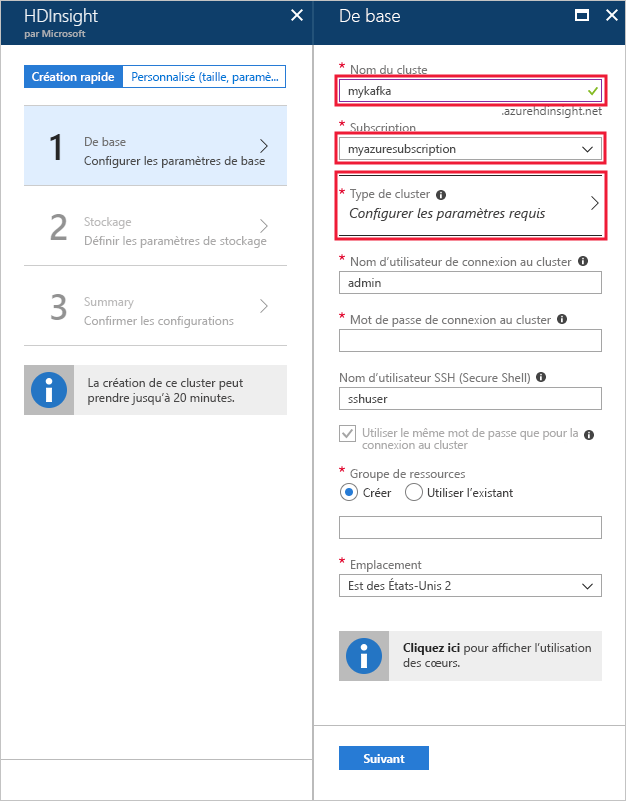 HDInsight
par Microsoft
Création rapide
Personnalisé (taille, paramè...
1
De base
Configurer les paramètres de base
2
Stockage
Définir les paramètres de stockage
3
Summary
Confirmer les configurations
La création de ce cluster peut
prendre jusqu'à 20 minutes.
De base
* Nom du cluste
mykafka
.azurehdinsight.net
* Subscription
myazuresubscription
* Type de cluster
Configurer les paramètres requis
* Nom d'utilisateur de connexion au cluster
admin
* Mot de passe de connexion au cluster
Nom d'utilisateur SSH (Secure Shell)
sshuser
Utiliser le même mot de passe que pour la
connexion au cluster
* Groupe de ressources
Créer
Utiliser l'existant
* Emplacement
Est des États-Unis 2
Cliquez ici pour afficher l'utilisation
des cœurs.
Suivant